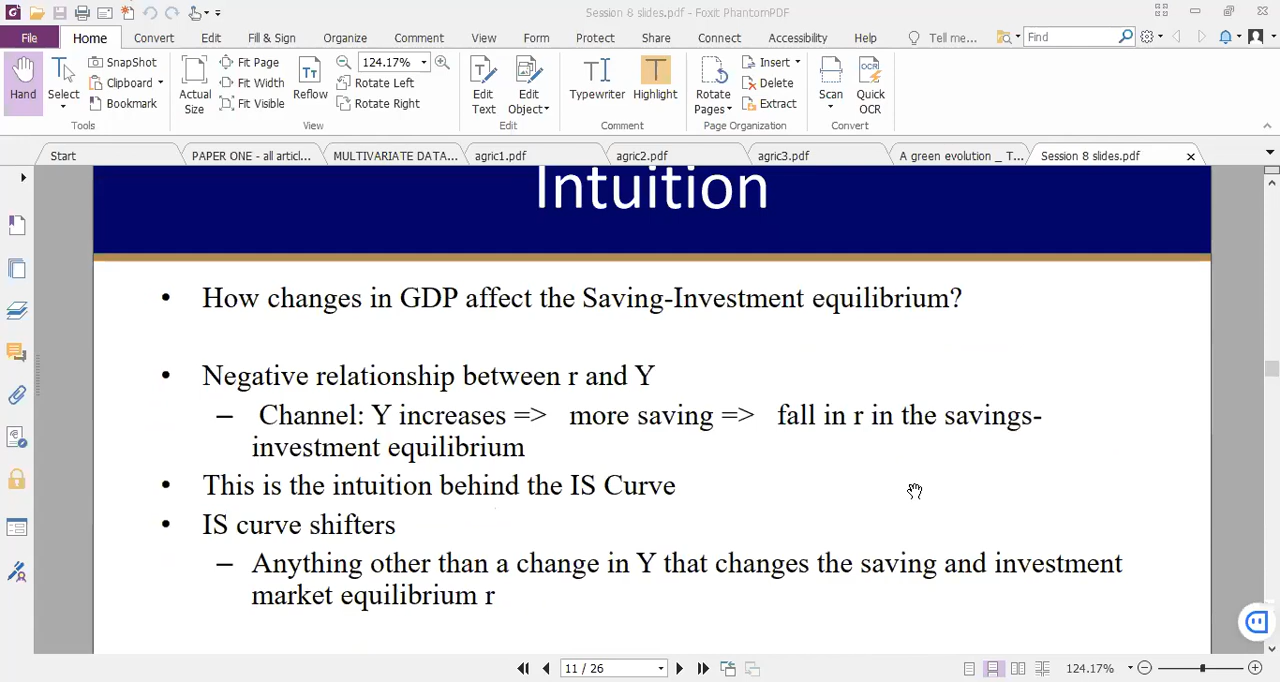 Session 8 slides.pdf - Foxit PhantomPDF
File Home Convert Edit Fill & Sign Organize Comment View Form Protect Share Connect Accessibility Help Tell me... Find
Hand
Select
SnapShot
Clipboard
Bookmark
Tools
Actual Size
Fit Page
Fit Width
Fit Visible
Reflow
124.17%
Rotate Left
Rotate Right
View
Edit Text
Edit Object
Edit
Typewriter
Highlight
Comment
Rotate Pages
Insert
Delete
Extract
Page Organization
Scan
OCR
Quick OCR
Convert
Start PAPER ONE - all articl... MULTIVARIATE DATA... agric1.pdf agric2.pdf agric3.pdf A green evolution _ T... Session 8 slides.pdf
Intuition
• How changes in GDP affect the Saving-Investment equilibrium?
• Negative relationship between r and Y
– Channel: Y increases => more saving => fall in r in the savings-
investment equilibrium
• This is the intuition behind the IS Curve
• IS curve shifters
– Anything other than a change in Y that changes the saving and investment
market equilibrium r
11 / 26
124.17%